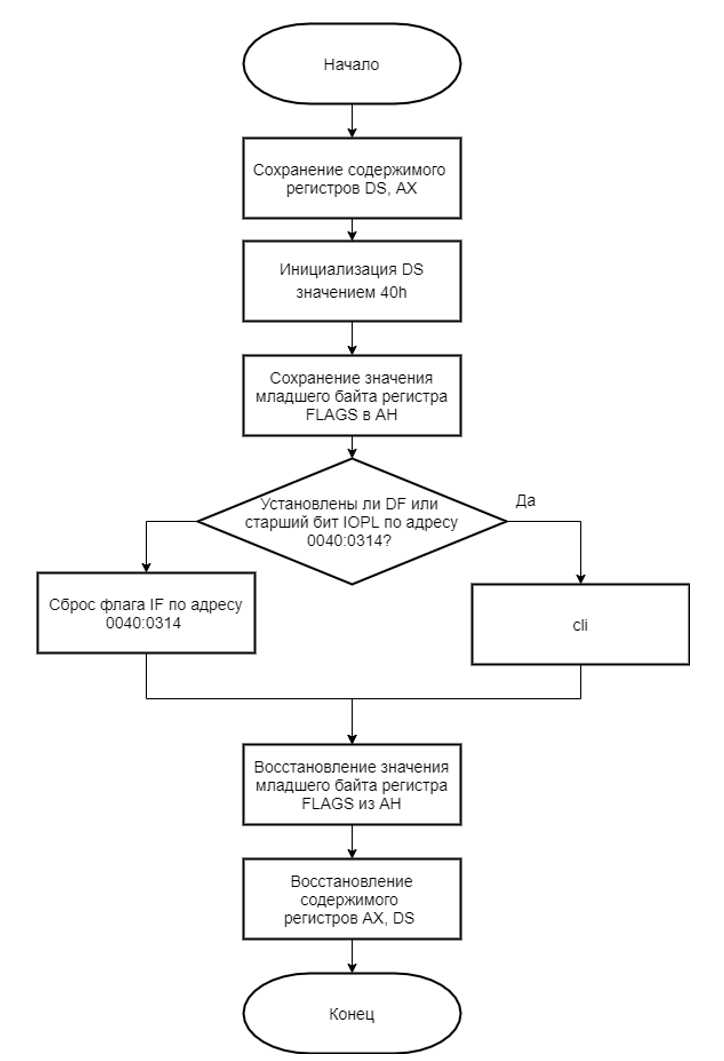 Начало
Сохранение содержимого
регистров DS, AX
Инициализация DS
значением 40h
Сохранение значения
младшего байта регистра
FLAGS в AH
Установлены ли DF или
старший бит IOPL по адресу
0040:0314?
Да
Сброс флага IF по адресу
0040:0314
cli
Восстановление значения
младшего байта регистра
FLAGS из AH
Восстановление
содержимого
регистров AX, DS
Конец